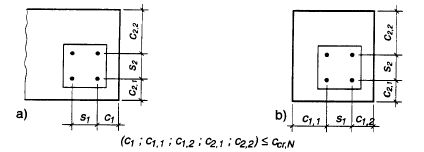 c2,2
s2
c2,1
a)
s1
c1
c2,2
s2
c2,1
b)
c1,1
s1
c1,2
(c1 ; c1,1 ; c1,2 ; c2,1 ; c2,2) ≤ ccr,N